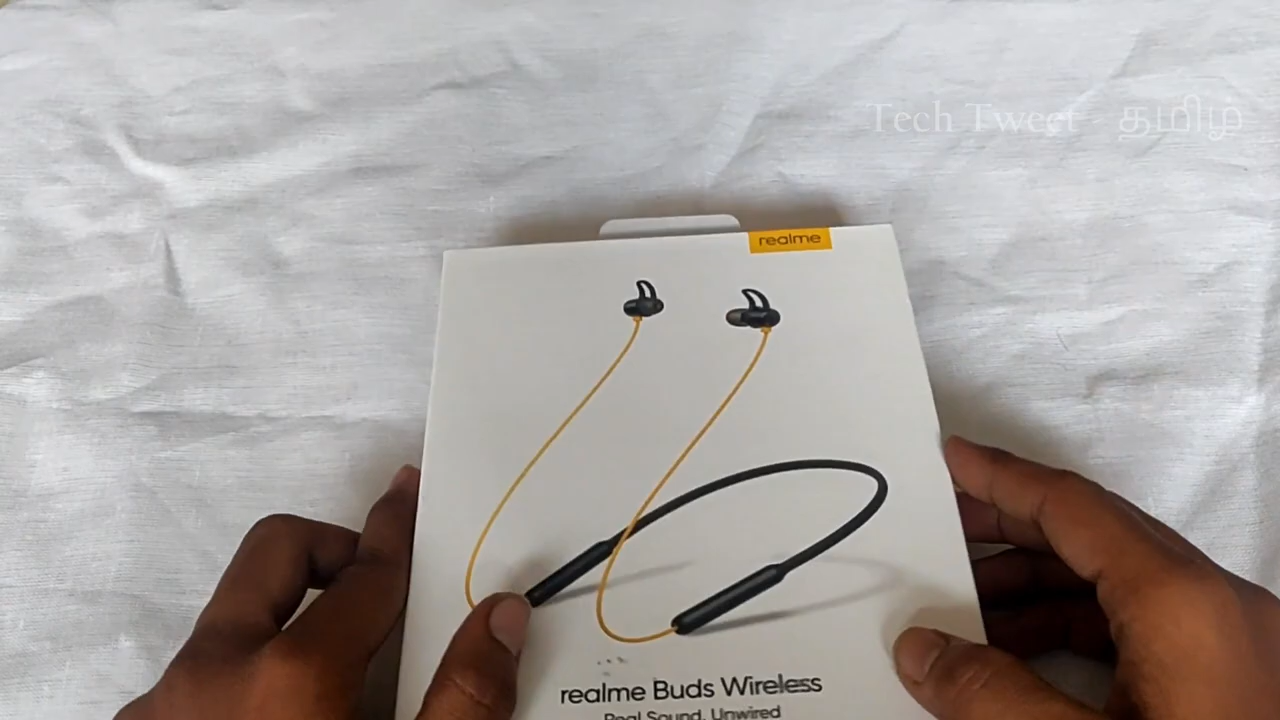 Tech Tweet தமிழ்
realme
realme Buds Wireless
Real Sound, Unwired